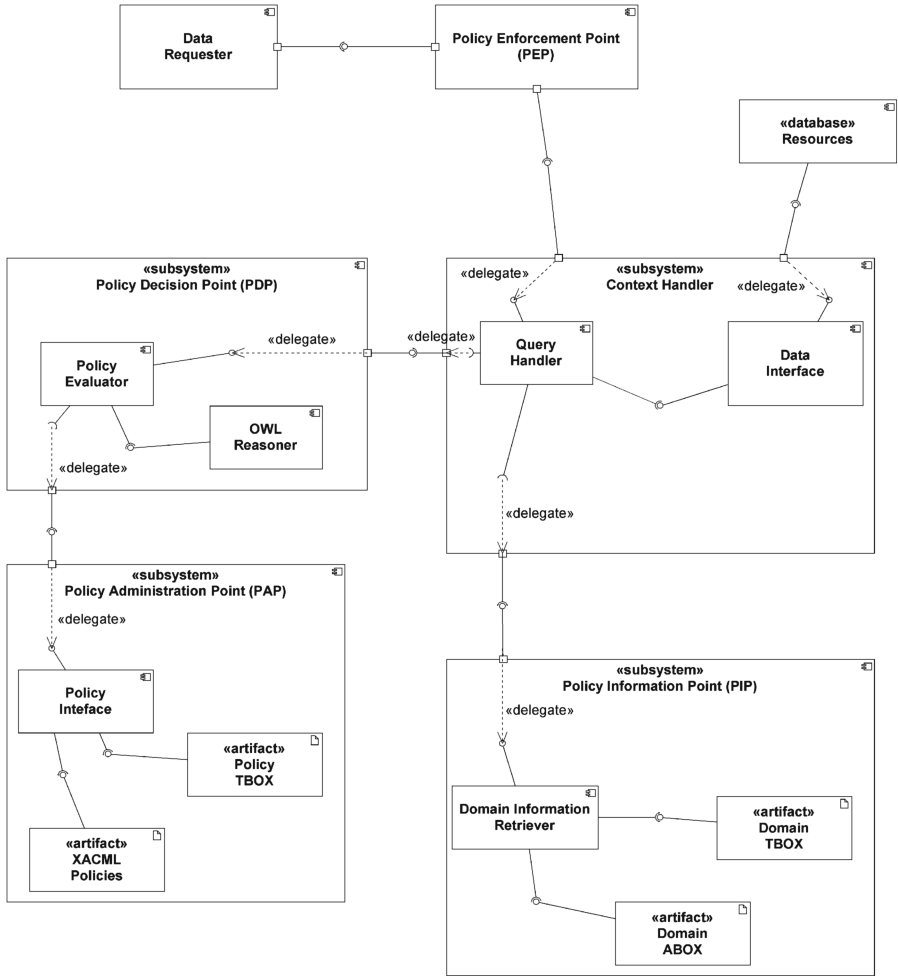 Data
Requester
Policy Enforcement Point
(PEP)
«database»
Resources
«subsystem»
Policy Decision Point (PDP)
«delegate»
Policy
Evaluator
OWL
Reasoner
«delegate»
«subsystem»
Context Handler
«delegate»
«delegate»
«delegate»
Query
Handler
Data
Interface
«delegate»
«subsystem»
Policy Administration Point (PAP)
«delegate»
Policy
Inteface
«artifact»
Policy
TBOX
«artifact»
XACML
Policies
«subsystem»
Policy Information Point (PIP)
«delegate»
Domain Information
Retriever
«artifact»
Domain
TBOX
«artifact»
Domain
ABOX